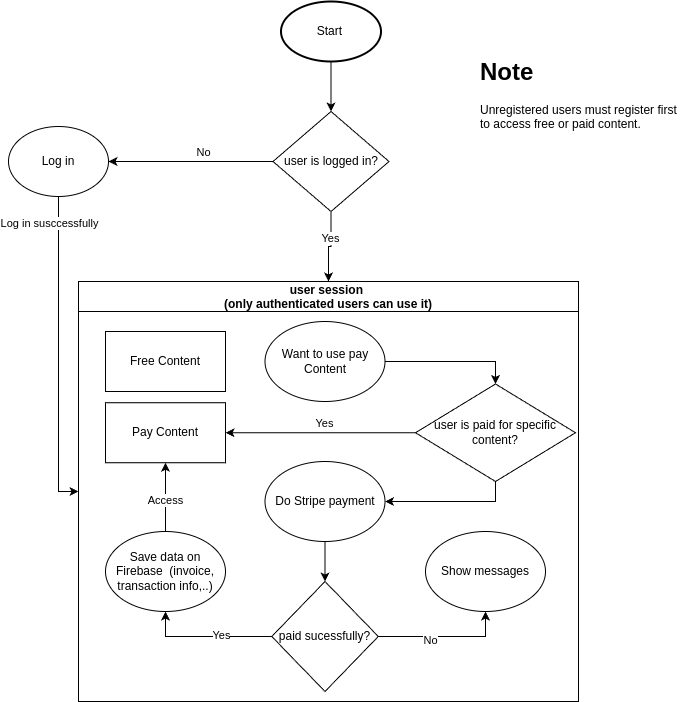 Start
Note
Unregistered users must register first
to access free or paid content.
user is logged in?
No
Log in
Log in susccessfully
Yes
user session
(only authenticated users can use it)
Free Content
Want to use pay
Content
Pay Content
Yes
user is paid for specific
content?
Access
Do Stripe payment
Save data on
Firebase (invoice,
transaction info,..)
Show messages
Yes
paid sucessfully?
No